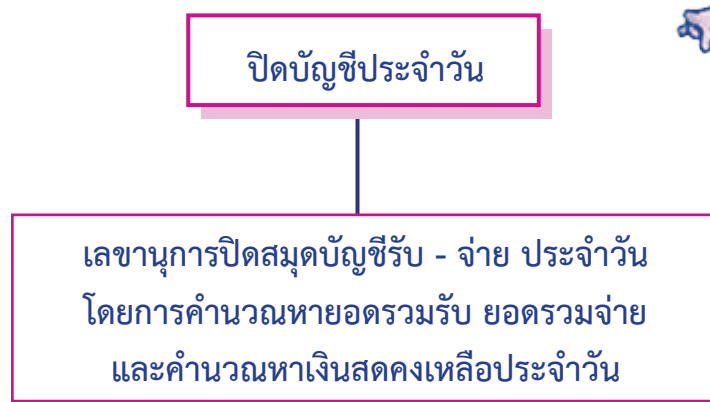 ปิดบัญชีประจำวัน
เลขานุการปิดสมุดบัญชีรับ - จ่าย ประจำวัน
โดยการคำนวณหายอดรวมรับ ยอดรวมจ่าย
และคำนวณหาเงินสดคงเหลือประจำวัน